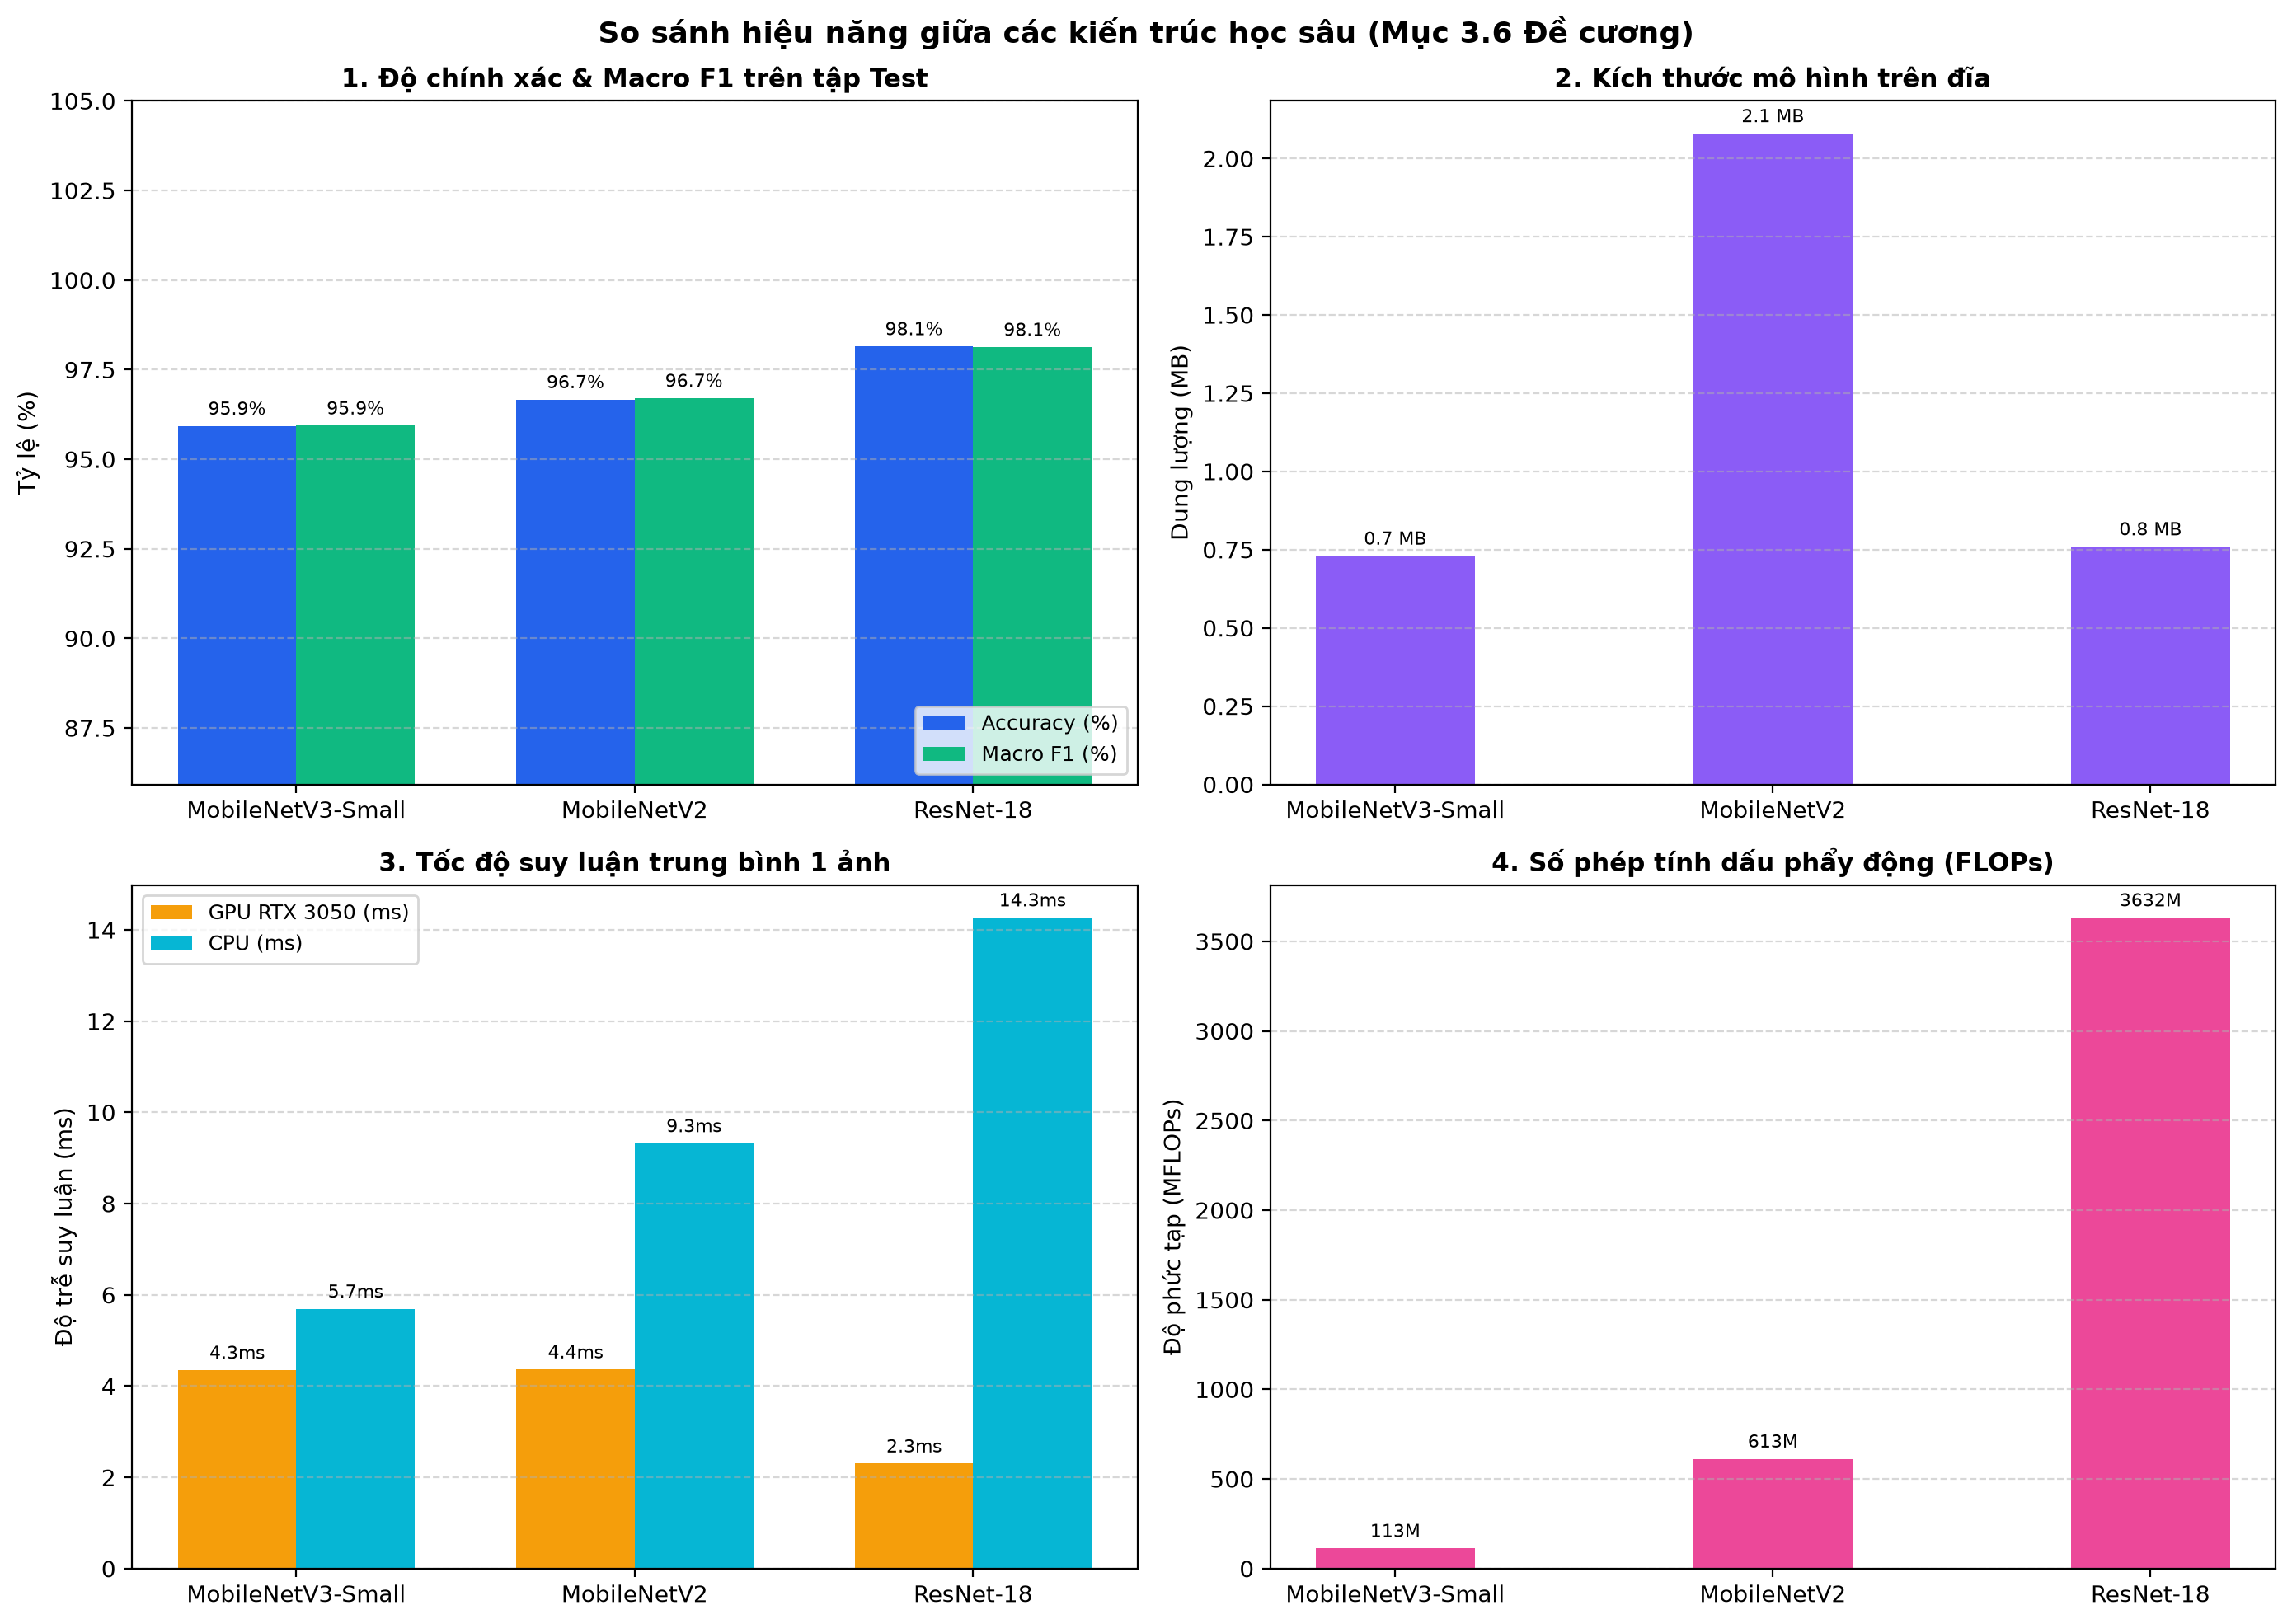 So sánh hiệu năng giữa các kiến trúc học sâu (Mục 3.6 Đề cương)
1. Độ chính xác & Macro F1 trên tập Test
105.0
102.5
100.0
97.5
95.0
92.5
90.0
87.5
Tỷ lệ (%)
95.9%
95.9%
96.7%
96.7%
98.1%
98.1%
Accuracy (%)
Macro F1 (%)
MobileNetV3-Small
MobileNetV2
ResNet-18
2. Kích thước mô hình trên đĩa
2.00
1.75
1.50
1.25
1.00
0.75
0.50
0.25
0.00
Dung lượng (MB)
0.7 MB
2.1 MB
0.8 MB
MobileNetV3-Small
MobileNetV2
ResNet-18
3. Tốc độ suy luận trung bình 1 ảnh
GPU RTX 3050 (ms)
CPU (ms)
14
12
10
8
6
4
2
0
Độ trễ suy luận (ms)
4.3ms
5.7ms
4.4ms
9.3ms
2.3ms
14.3ms
MobileNetV3-Small
MobileNetV2
ResNet-18
4. Số phép tính dấu phẩy động (FLOPs)
3500
3000
2500
2000
1500
1000
500
0
Độ phức tạp (MFLOPs)
113M
613M
3632M
MobileNetV3-Small
MobileNetV2
ResNet-18